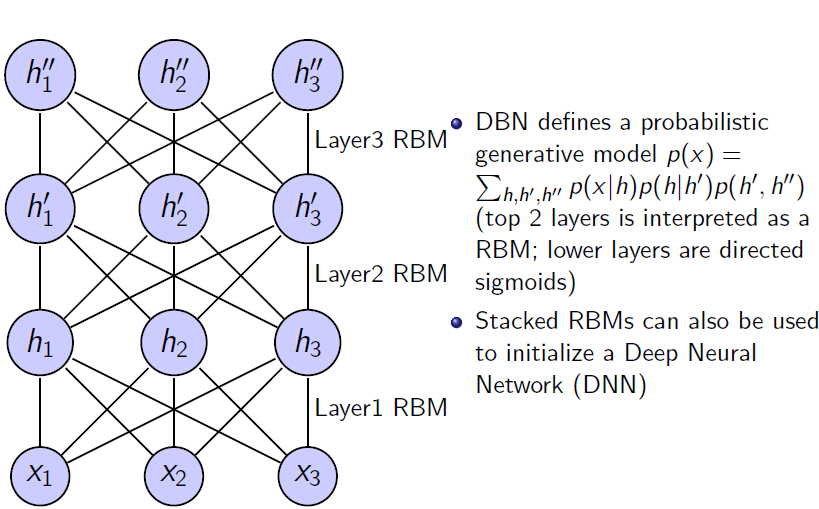 h″₁ h″₂ h″₃
Layer3 RBM
h′₁ h′₂ h′₃
Layer2 RBM
h₁ h₂ h₃
Layer1 RBM
x₁ x₂ x₃
DBN defines a probabilistic
generative model p(x) =
∑h,h′,h″ p(x|h)p(h|h′)p(h′, h″)
(top 2 layers is interpreted as a
RBM; lower layers are directed
sigmoids)
Stacked RBMs can also be used
to initialize a Deep Neural
Network (DNN)